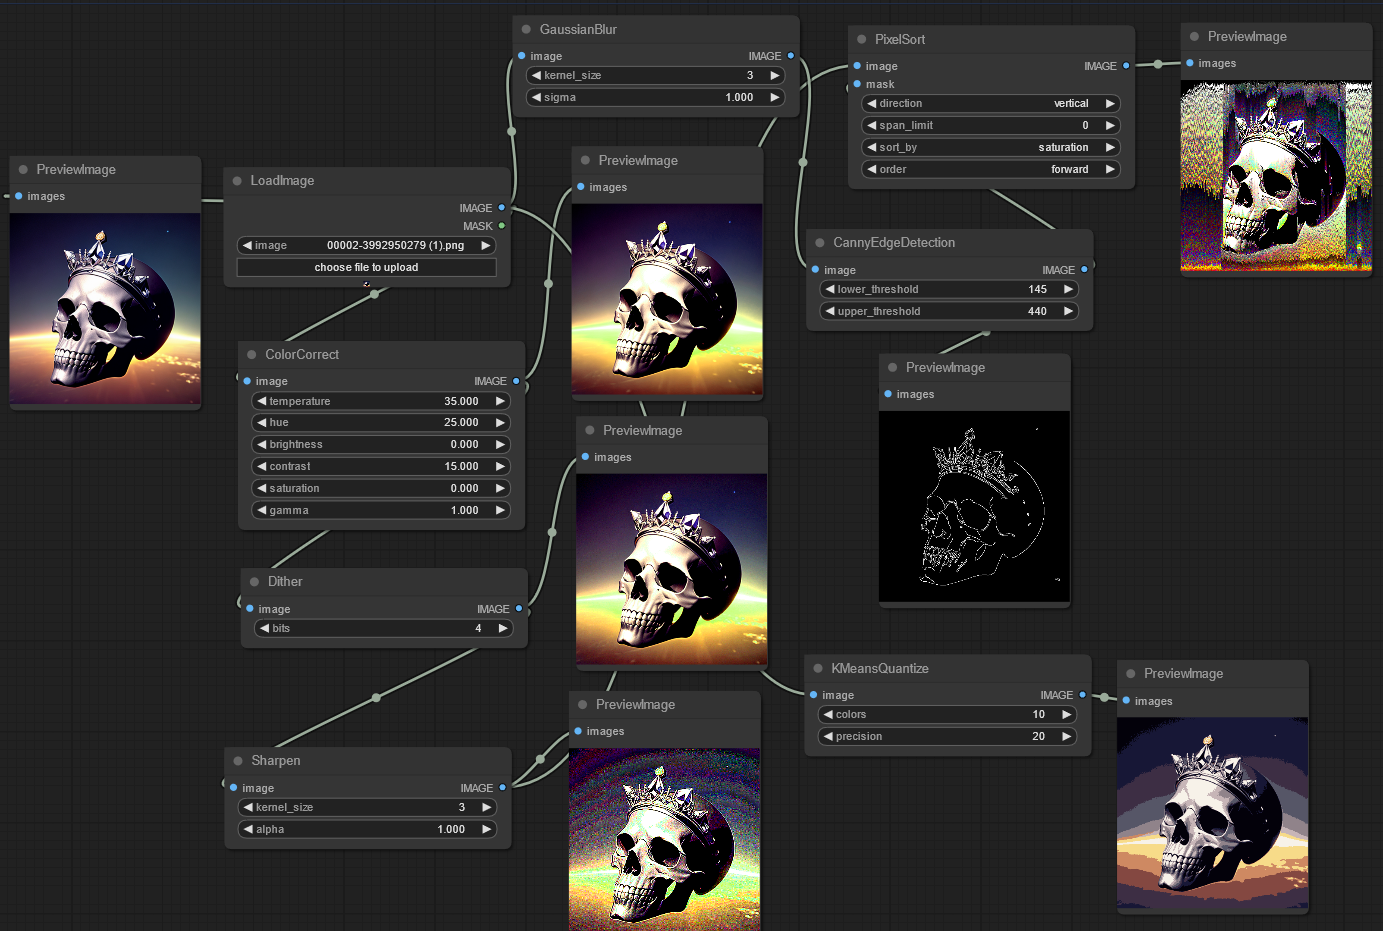 PreviewImage
images
LoadImage
IMAGE
MASK
image 00002-3992950279 (1).png
choose file to upload
ColorCorrect
image IMAGE
temperature 35.000
hue 25.000
brightness 0.000
contrast 15.000
saturation 0.000
gamma 1.000
Dither
image IMAGE
bits 4
Sharpen
image IMAGE
kernel_size 3
alpha 1.000
GaussianBlur
image IMAGE
kernel_size 3
sigma 1.000
PreviewImage
images
PreviewImage
images
PreviewImage
images
PixelSort
image IMAGE
mask
direction vertical
span_limit 0
sort_by saturation
order forward
CannyEdgeDetection
image IMAGE
lower_threshold 145
upper_threshold 440
PreviewImage
images
KMeansQuantize
image IMAGE
colors 10
precision 20
PreviewImage
images
PreviewImage
images